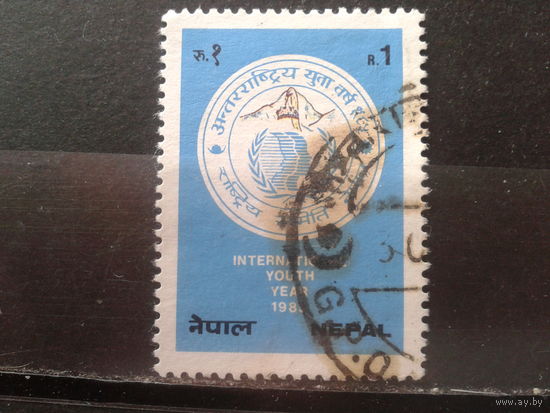 रु. १
R. 1
अन्तरराष्ट्रिय युवा वर्ष
राष्ट्रिय
INTERNATIONAL
YOUTH
YEAR
1985
नेपाल NEPAL
G.P.O.
www.ay.by